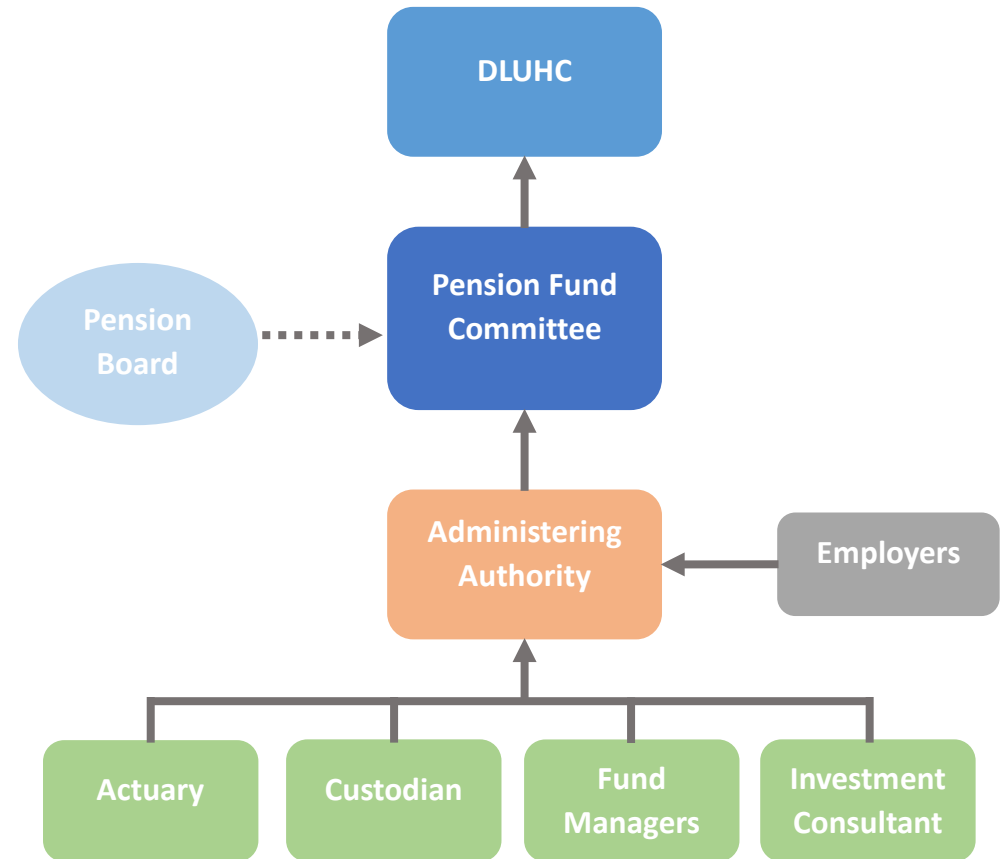 DLUHC
Pension Fund
Committee
Pension
Board
Administering
Authority
Employers
Actuary
Custodian
Fund
Managers
Investment
Consultant